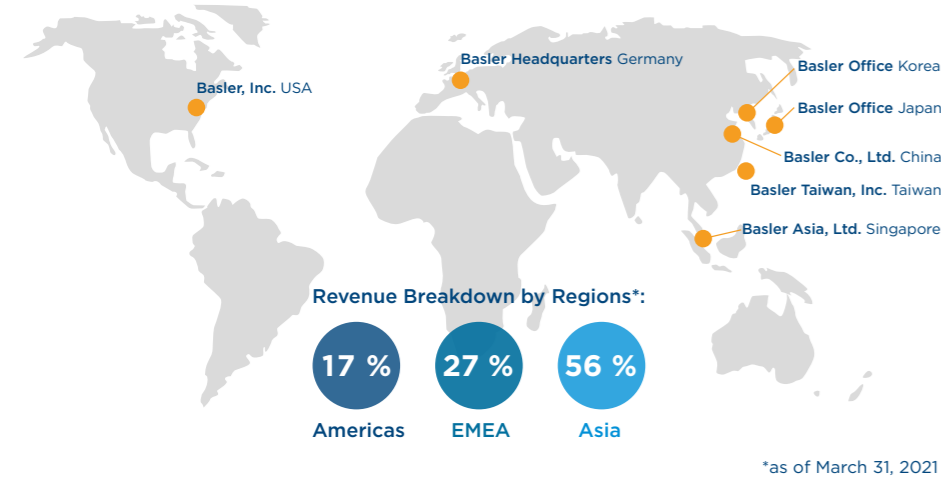 Basler Headquarters Germany
Basler, Inc. USA
Basler Office Korea
Basler Office Japan
Basler Co., Ltd. China
Basler Taiwan, Inc. Taiwan
Basler Asia, Ltd. Singapore
Revenue Breakdown by Regions*:
17 % 27 % 56 %
Americas EMEA Asia
*as of March 31, 2021